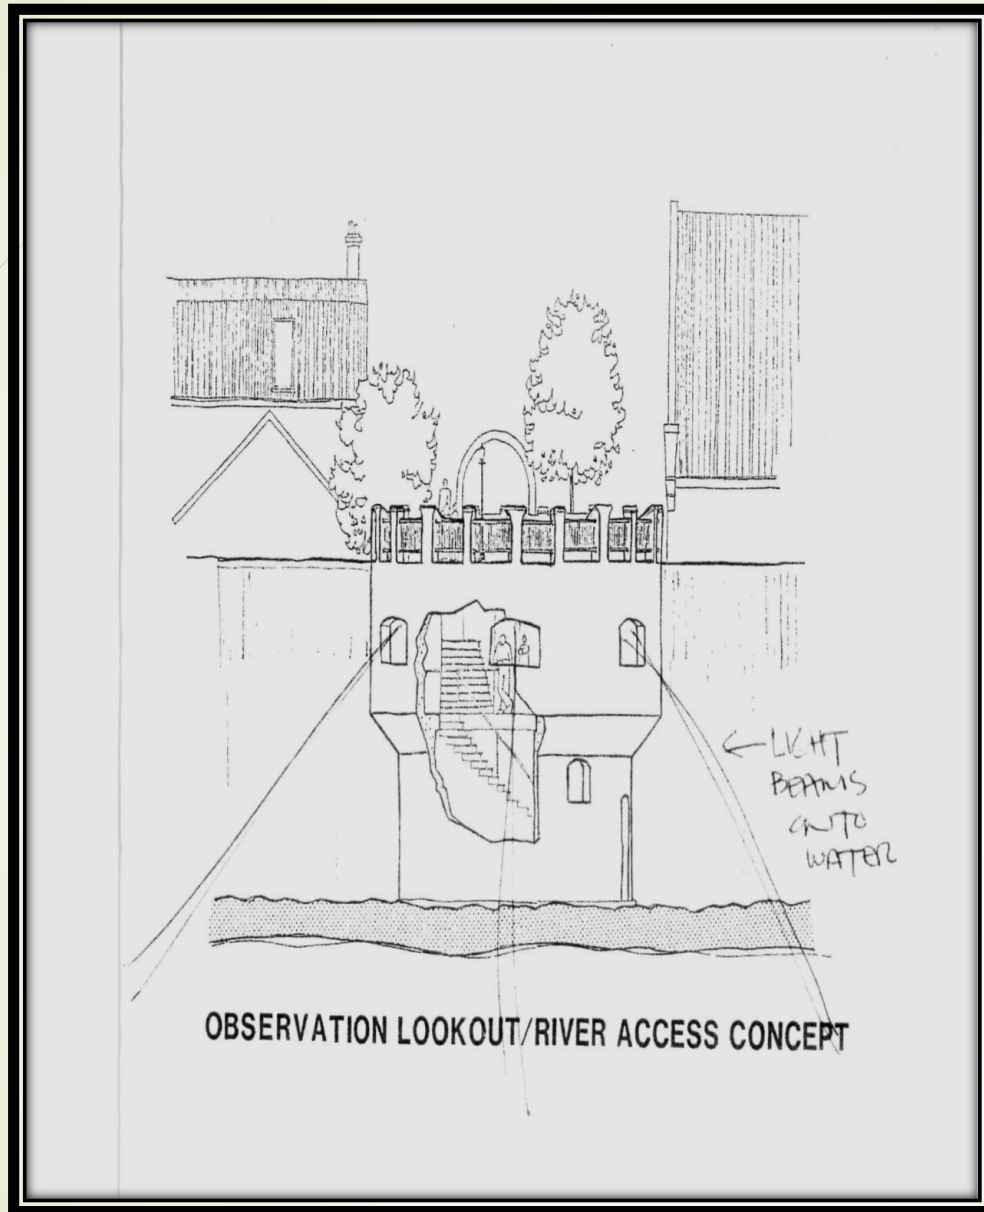 ← LIGHT
BEAMS
ONTO
WATER
OBSERVATION LOOKOUT/RIVER ACCESS CONCEPT